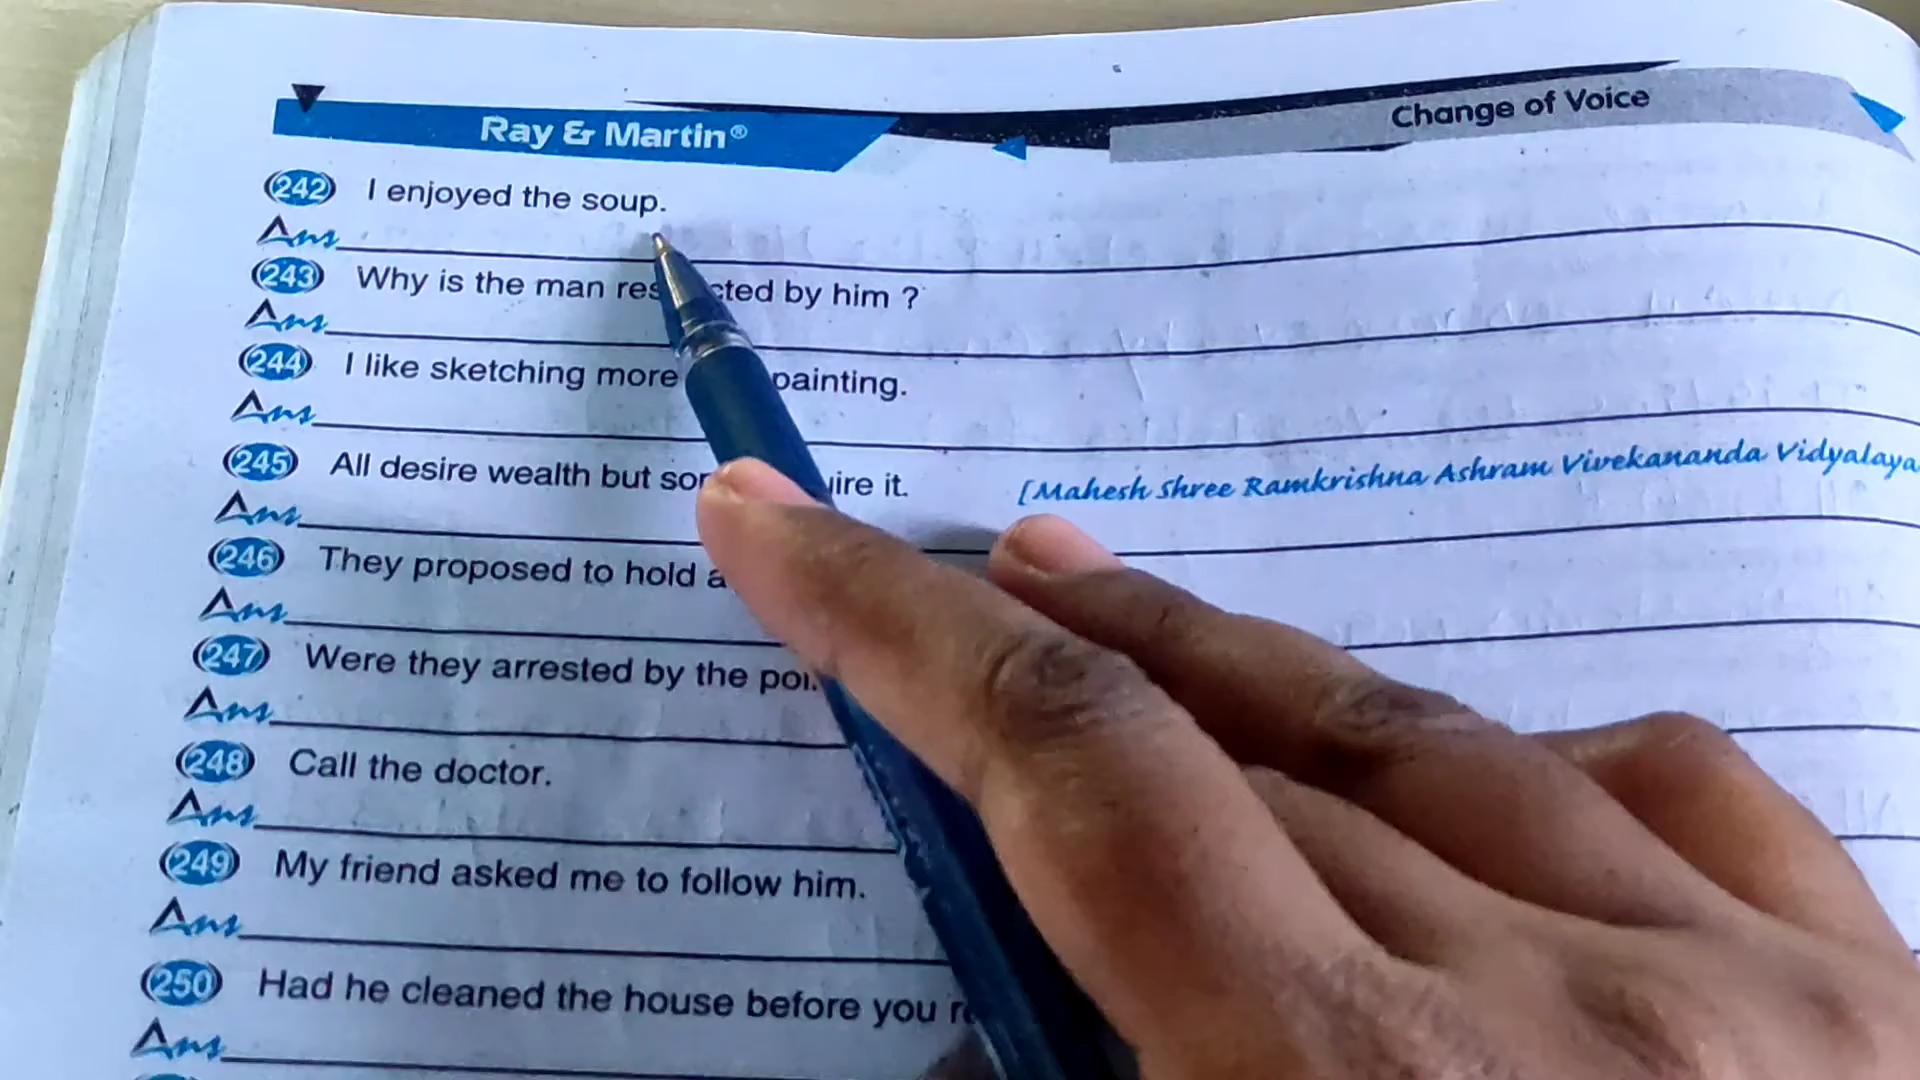 Ray & Martin®
Change of Voice
242 I enjoyed the soup.
Ans
243 Why is the man by him ?
Ans
244 I like sketching more painting.
Ans
245 All desire wealth but it.
[Mahesh Shree Ramkrishna Ashram Vivekananda Vidyalaya
Ans
246 They proposed to hold
Ans
247 Were they arrested by the
Ans
248 Call the doctor.
Ans
249 My friend asked me to follow him.
Ans
250 Had he cleaned the house before you
Ans